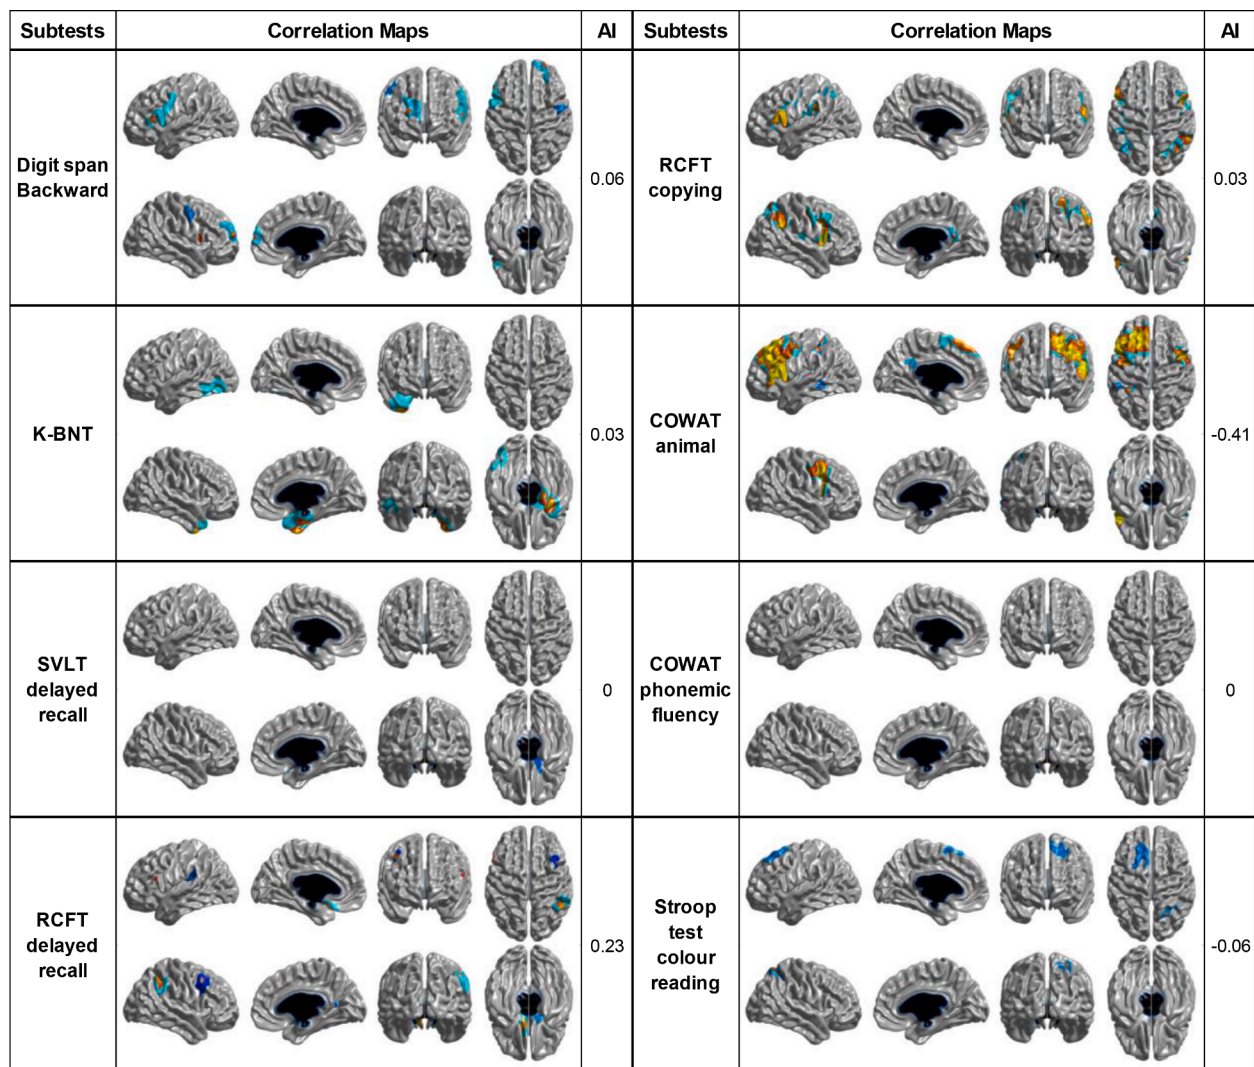 Subtests Correlation Maps AI Subtests Correlation Maps AI
Digit span
Backward
0.06
RCFT
copying
0.03
K-BNT
0.03
COWAT
animal
-0.41
SVLT
delayed
recall
0
COWAT
phonemic
fluency
0
RCFT
delayed
recall
0.23
Stroop
test
colour
reading
-0.06